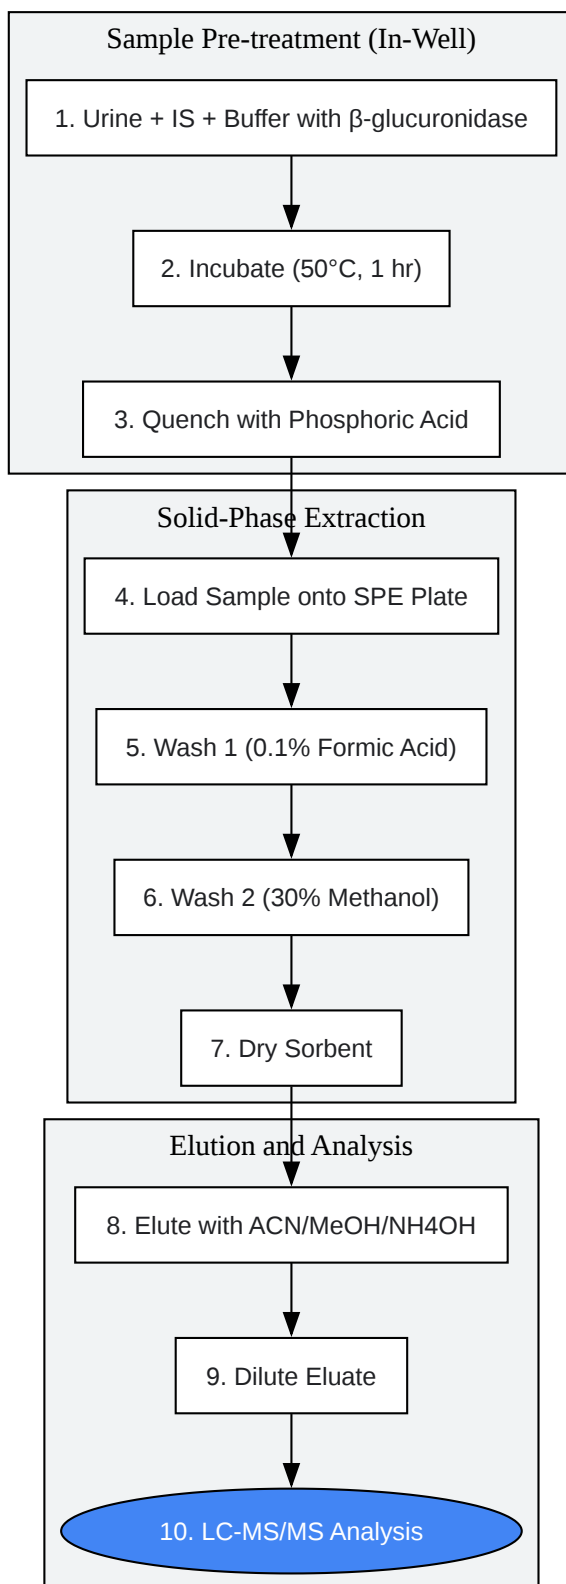 Sample Pre-treatment (In-Well)
1. Urine + IS + Buffer with β-glucuronidase
2. Incubate (50°C, 1 hr)
3. Quench with Phosphoric Acid
Solid-Phase Extraction
4. Load Sample onto SPE Plate
5. Wash 1 (0.1% Formic Acid)
6. Wash 2 (30% Methanol)
7. Dry Sorbent
Elution and Analysis
8. Elute with ACN/MeOH/NH4OH
9. Dilute Eluate
10. LC-MS/MS Analysis